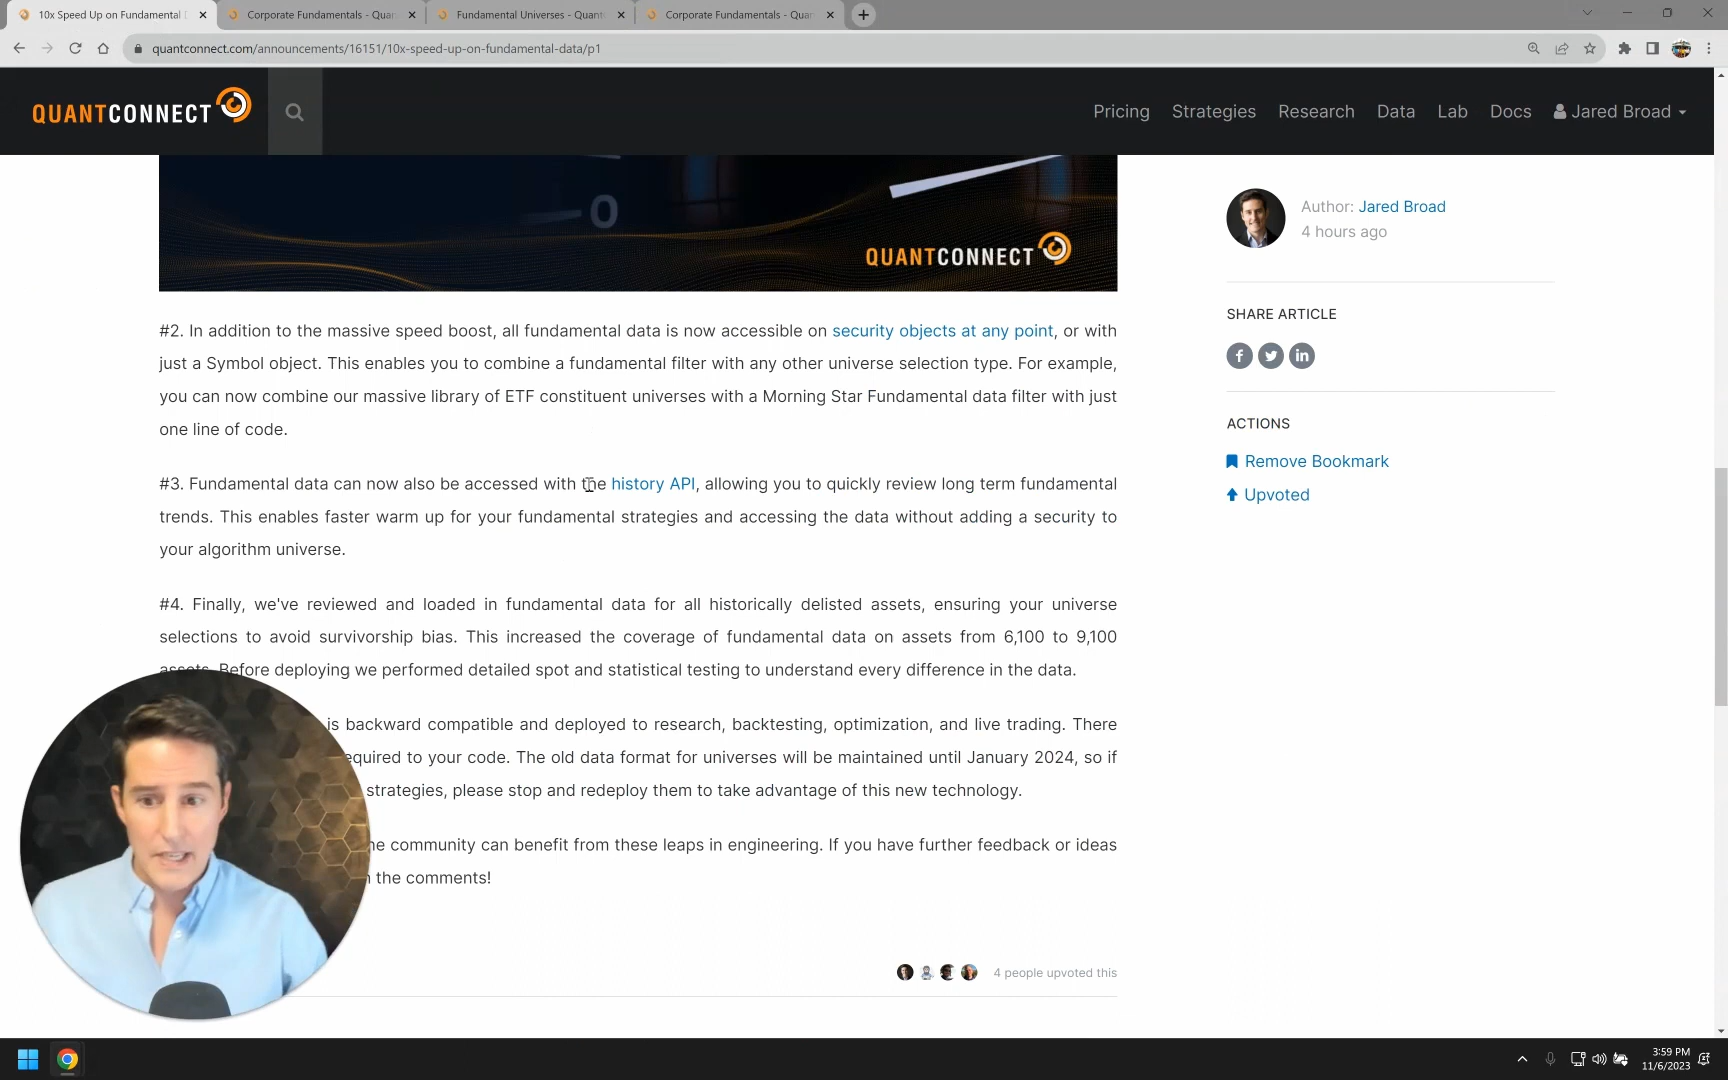 10x Speed Up on Fundamental
Corporate Fundamentals - Quan
Fundamental Universes - Quant
Corporate Fundamentals - Quan
quantconnect.com/announcements/16151/10x-speed-up-on-fundamental-data/p1
QUANTCONNECT
Pricing
Strategies
Research
Data
Lab
Docs
Jared Broad
0
QUANTCONNECT
#2. In addition to the massive speed boost, all fundamental data is now accessible on security objects at any point, or with
just a Symbol object. This enables you to combine a fundamental filter with any other universe selection type. For example,
you can now combine our massive library of ETF constituent universes with a Morning Star Fundamental data filter with just
one line of code.
#3. Fundamental data can now also be accessed with the history API, allowing you to quickly review long term fundamental
trends. This enables faster warm up for your fundamental strategies and accessing the data without adding a security to
your algorithm universe.
#4. Finally, we've reviewed and loaded in fundamental data for all historically delisted assets, ensuring your universe
selections to avoid survivorship bias. This increased the coverage of fundamental data on assets from 6,100 to 9,100
assets. Before deploying we performed detailed spot and statistical testing to understand every difference in the data.
is backward compatible and deployed to research, backtesting, optimization, and live trading. There
equired to your code. The old data format for universes will be maintained until January 2024, so if
strategies, please stop and redeploy them to take advantage of this new technology.
he community can benefit from these leaps in engineering. If you have further feedback or ideas
the comments!
4 people upvoted this
Author: Jared Broad
4 hours ago
SHARE ARTICLE
ACTIONS
Remove Bookmark
Upvoted
3:59 PM
11/6/2023